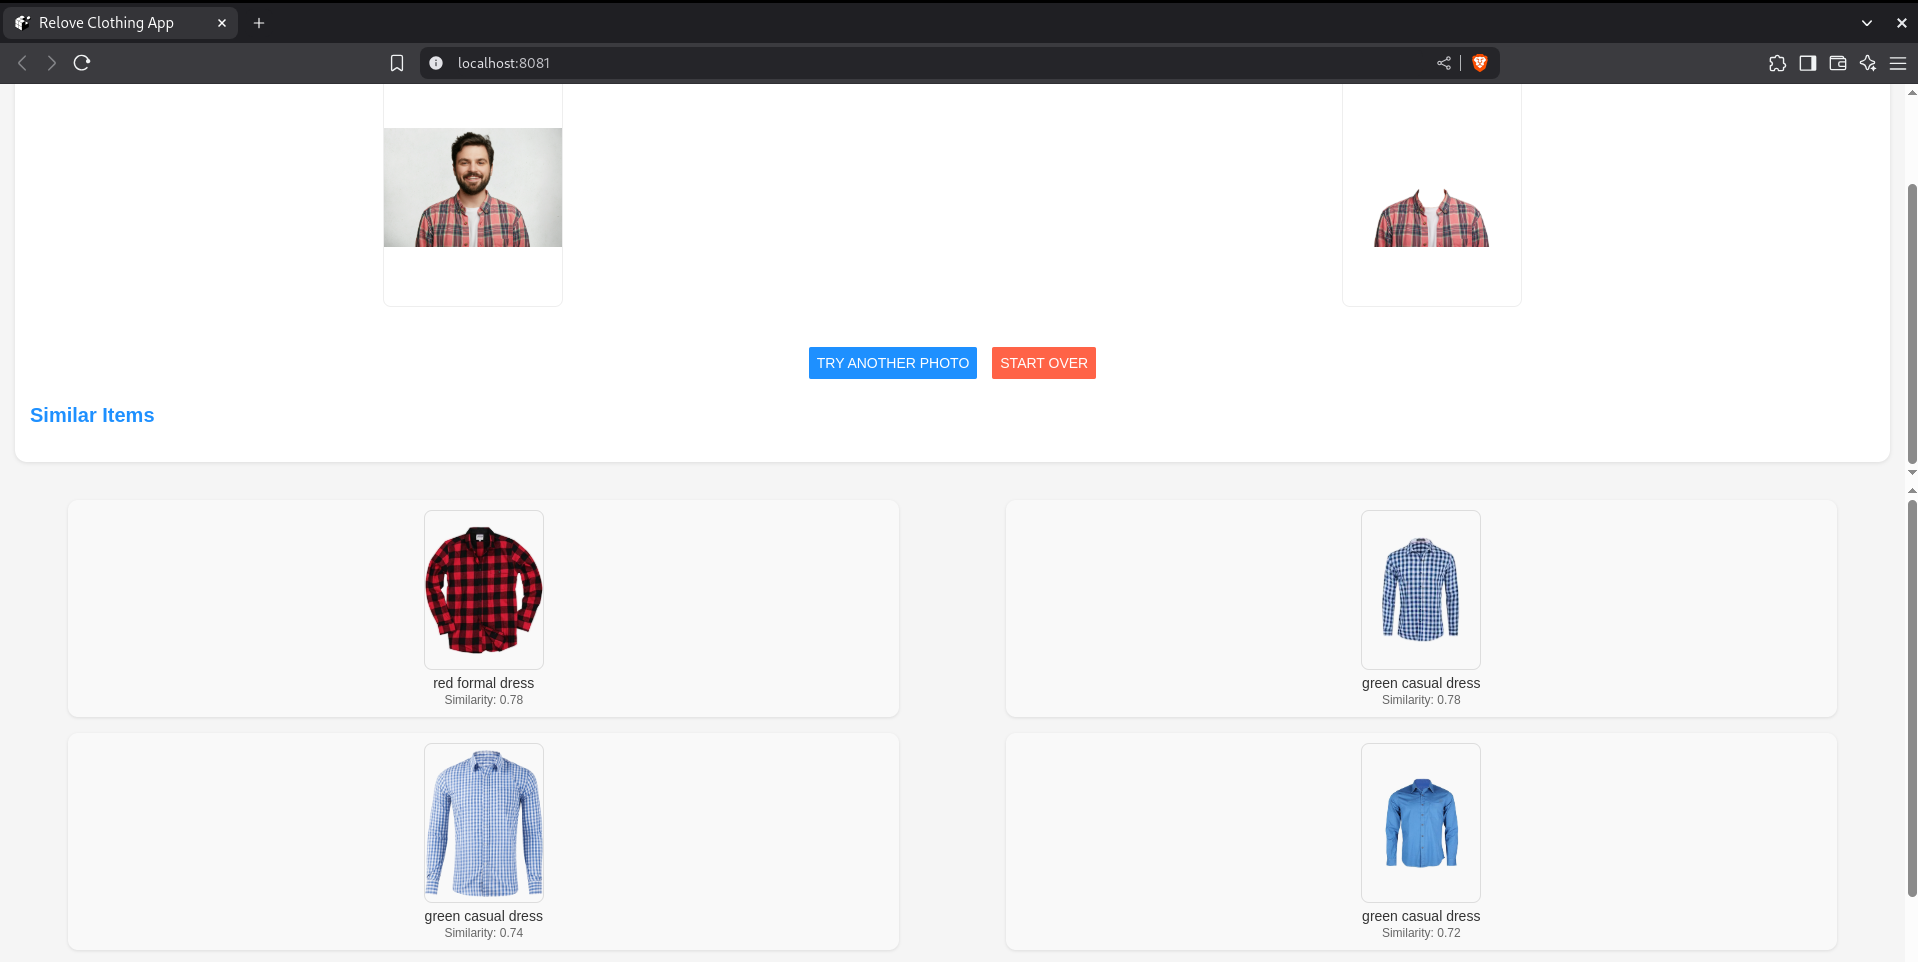 Relove Clothing App
localhost:8081
TRY ANOTHER PHOTO
START OVER
Similar Items
red formal dress
Similarity: 0.78
green casual dress
Similarity: 0.78
green casual dress
Similarity: 0.74
green casual dress
Similarity: 0.72